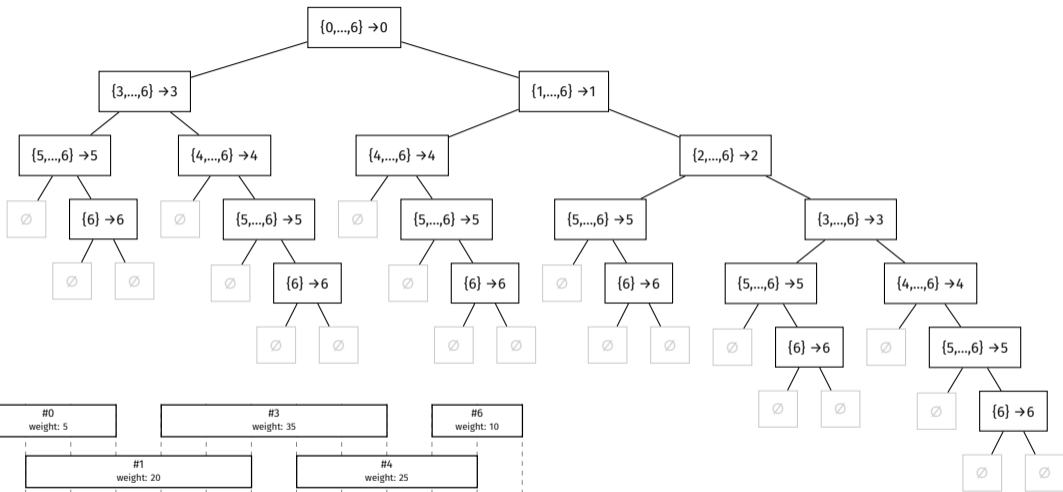 {0,...,6} →0
{3,...,6} →3 {1,...,6} →1
{5,...,6} →5 {4,...,6} →4 {4,...,6} →4 {2,...,6} →2
∅ {6} →6 ∅ {5,...,6} →5 ∅ {5,...,6} →5 {5,...,6} →5 {3,...,6} →3
∅ ∅ ∅ {6} →6 ∅ {6} →6 ∅ {6} →6 {5,...,6} →5 {4,...,6} →4
∅ ∅ ∅ ∅ ∅ ∅ ∅ {6} →6 ∅ {5,...,6} →5
∅ ∅ ∅ {6} →6
∅ ∅
#0
weight: 5
#3
weight: 35
#6
weight: 10
#1
weight: 20
#4
weight: 25